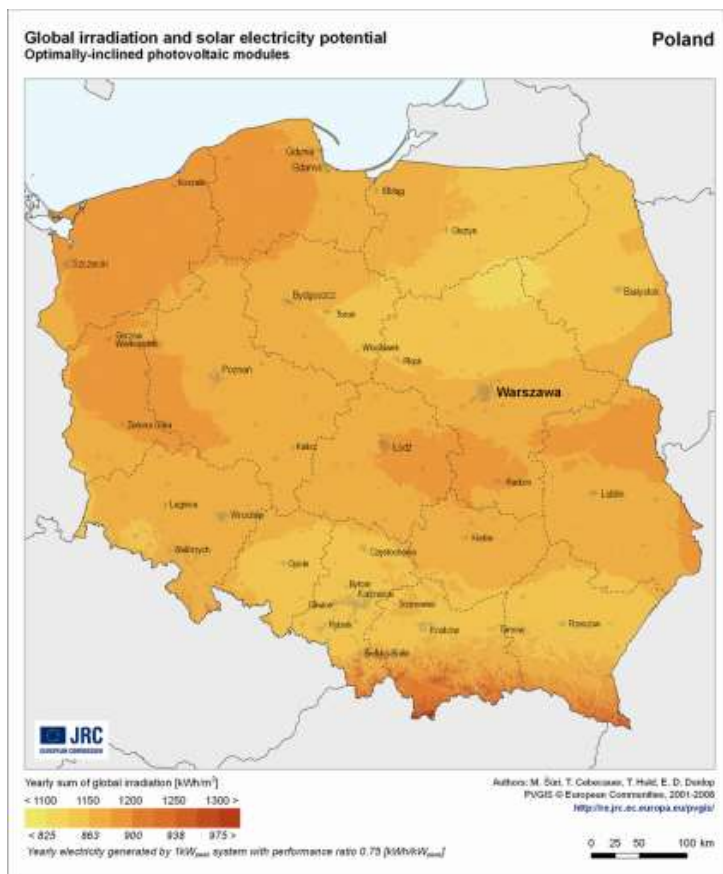 Global irradiation and solar electricity potential
Optimally-inclined photovoltaic modules
Poland
Gdynia
Gdańsk
Koszalin
Elbląg
Olsztyn
Szczecin
Białystok
Bydgoszcz
Toruń
Gorzów
Wielkopolski
Włocławek
Płock
Poznań
Warszawa
Zielona Góra
Kalisz
Łódź
Radom
Lublin
Legnica
Wrocław
Kielce
Wałbrzych
Częstochowa
Opole
Bytom
Katowice
Gliwice
Sosnowiec
Rybnik
Kraków
Tarnów
Rzeszów
Bielsko-Biała
JRC
EUROPEAN COMMISSION
Yearly sum of global irradiation [kWh/m²]
< 1100 1150 1200 1250 1300 >
< 825 863 900 938 975 >
Yearly electricity generated by 1kWpeak system with performance ratio 0.75 [kWh/kWpeak]
Authors: M. Šúri, T. Cebecauer, T. Huld, E. D. Dunlop
PVGIS © European Communities, 2001-2008
http://re.jrc.ec.europa.eu/pvgis/
0 25 50 100 km